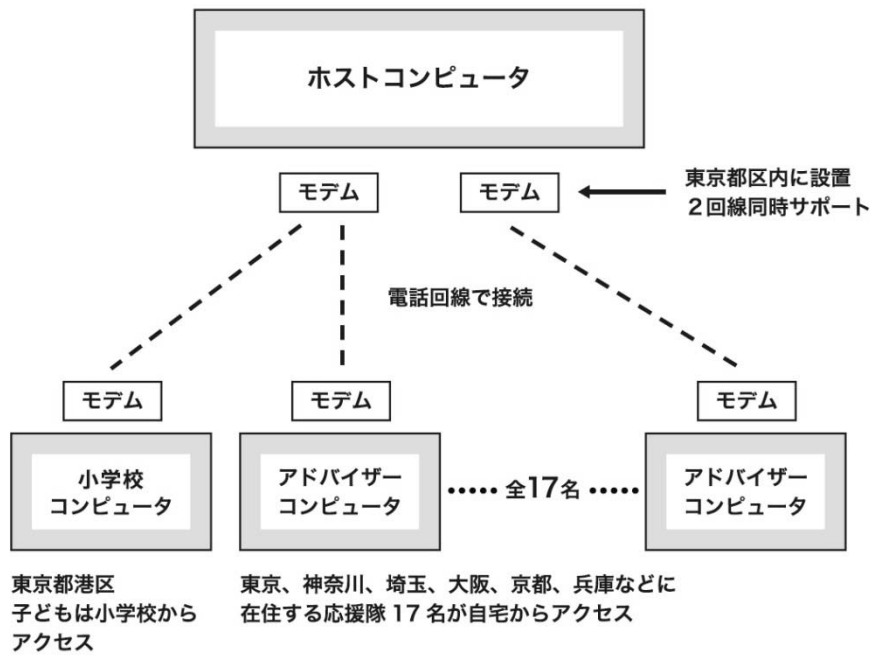 ホストコンピュータ
モデム
モデム
東京都区内に設置
2回線同時サポート
電話回線で接続
モデム
モデム
モデム
小学校
コンピュータ
アドバイザー
コンピュータ
‥‥‥ 全17名 ‥‥‥
アドバイザー
コンピュータ
東京都港区
子どもは小学校から
アクセス
東京、神奈川、埼玉、大阪、京都、兵庫などに
在住する応援隊 17 名が自宅からアクセス